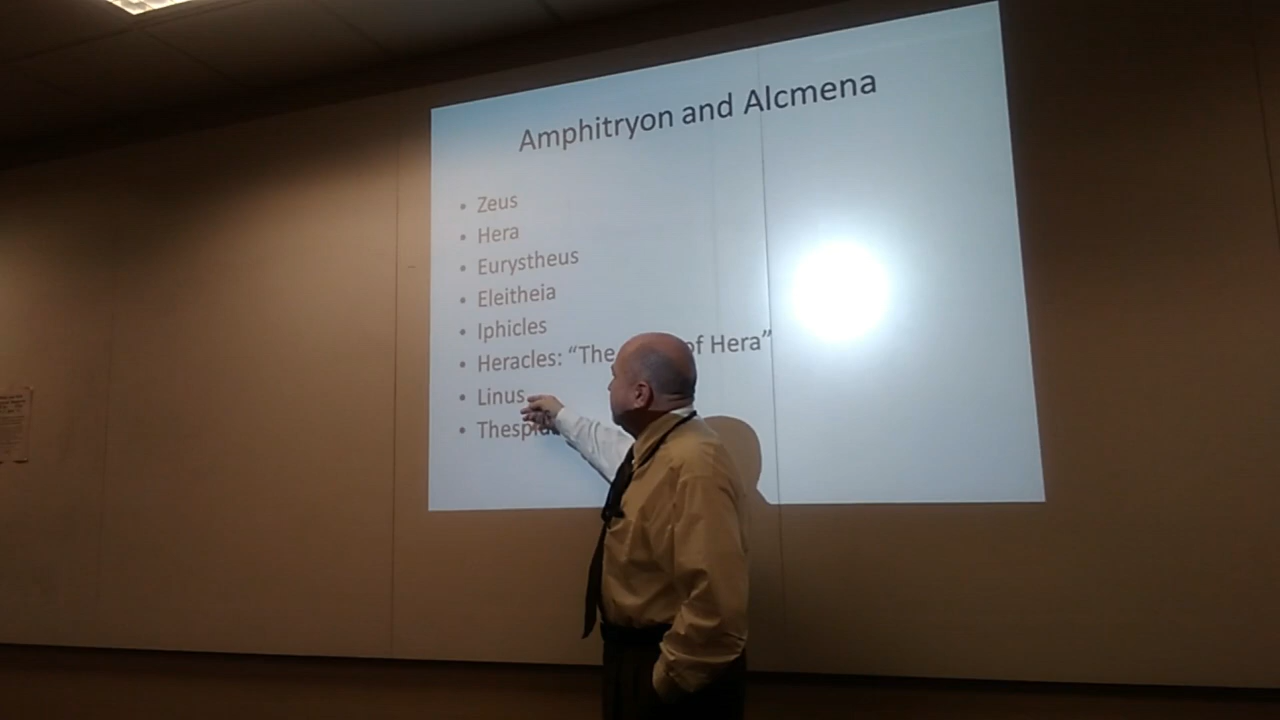 Amphitryon and Alcmena
• Zeus
• Hera
• Eurystheus
• Eleitheia
• Iphicles
• Heracles: “The of Hera”
• Linus